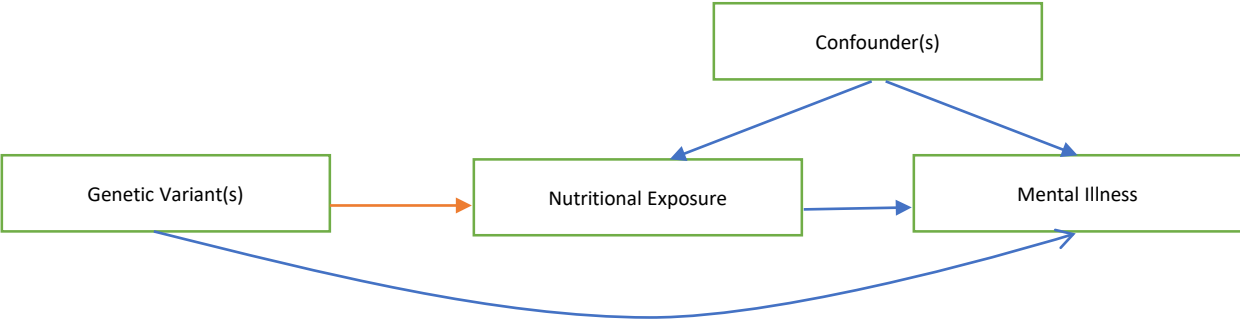 Confounder(s)
Genetic Variant(s)
Nutritional Exposure
Mental Illness